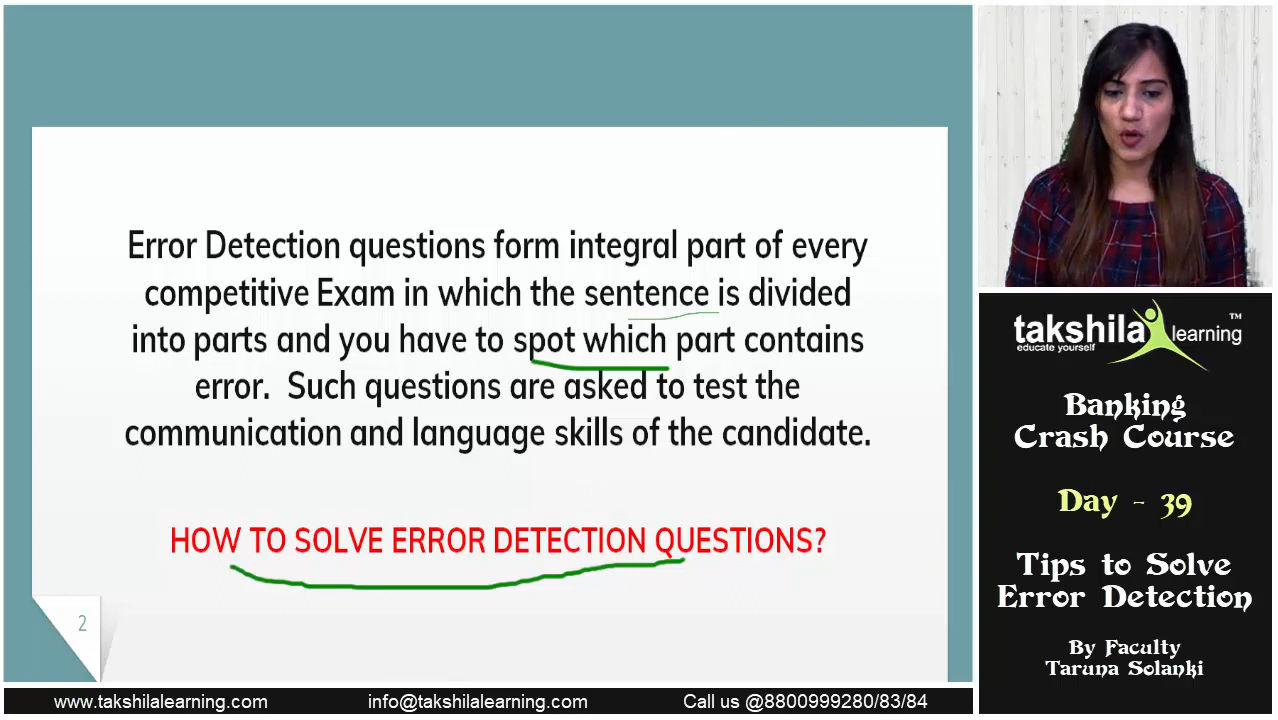 Error Detection questions form integral part of every
competitive Exam in which the sentence is divided
into parts and you have to spot which part contains
error. Such questions are asked to test the
communication and language skills of the candidate.
HOW TO SOLVE ERROR DETECTION QUESTIONS?
2
takshila learning™
educate yourself
Banking
Crash Course
Day - 39
Tips to Solve
Error Detection
By Faculty
Taruna Solanki
www.takshilalearning.com info@takshilalearning.com Call us @8800999280/83/84